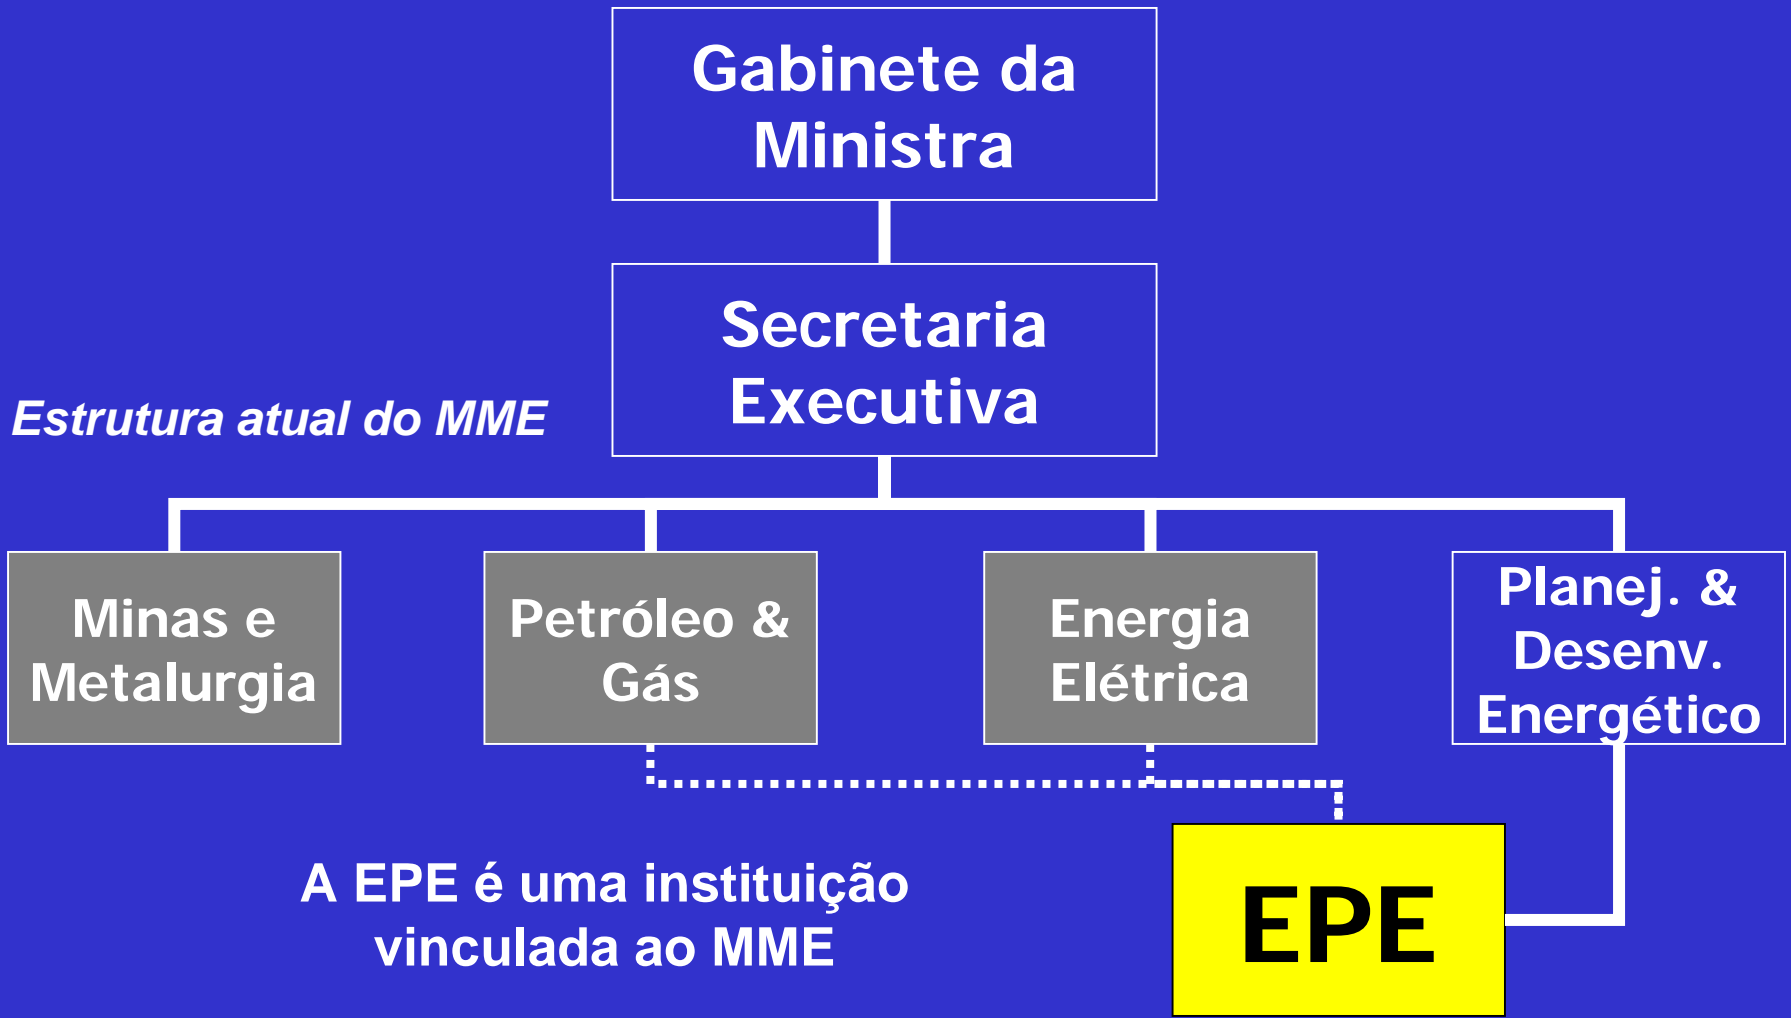 Gabinete da
Ministra
Secretaria
Executiva
Estrutura atual do MME
Minas e
Metalurgia
Petróleo &
Gás
Energia
Elétrica
Planej. &
Desenv.
Energético
A EPE é uma instituição
vinculada ao MME
EPE